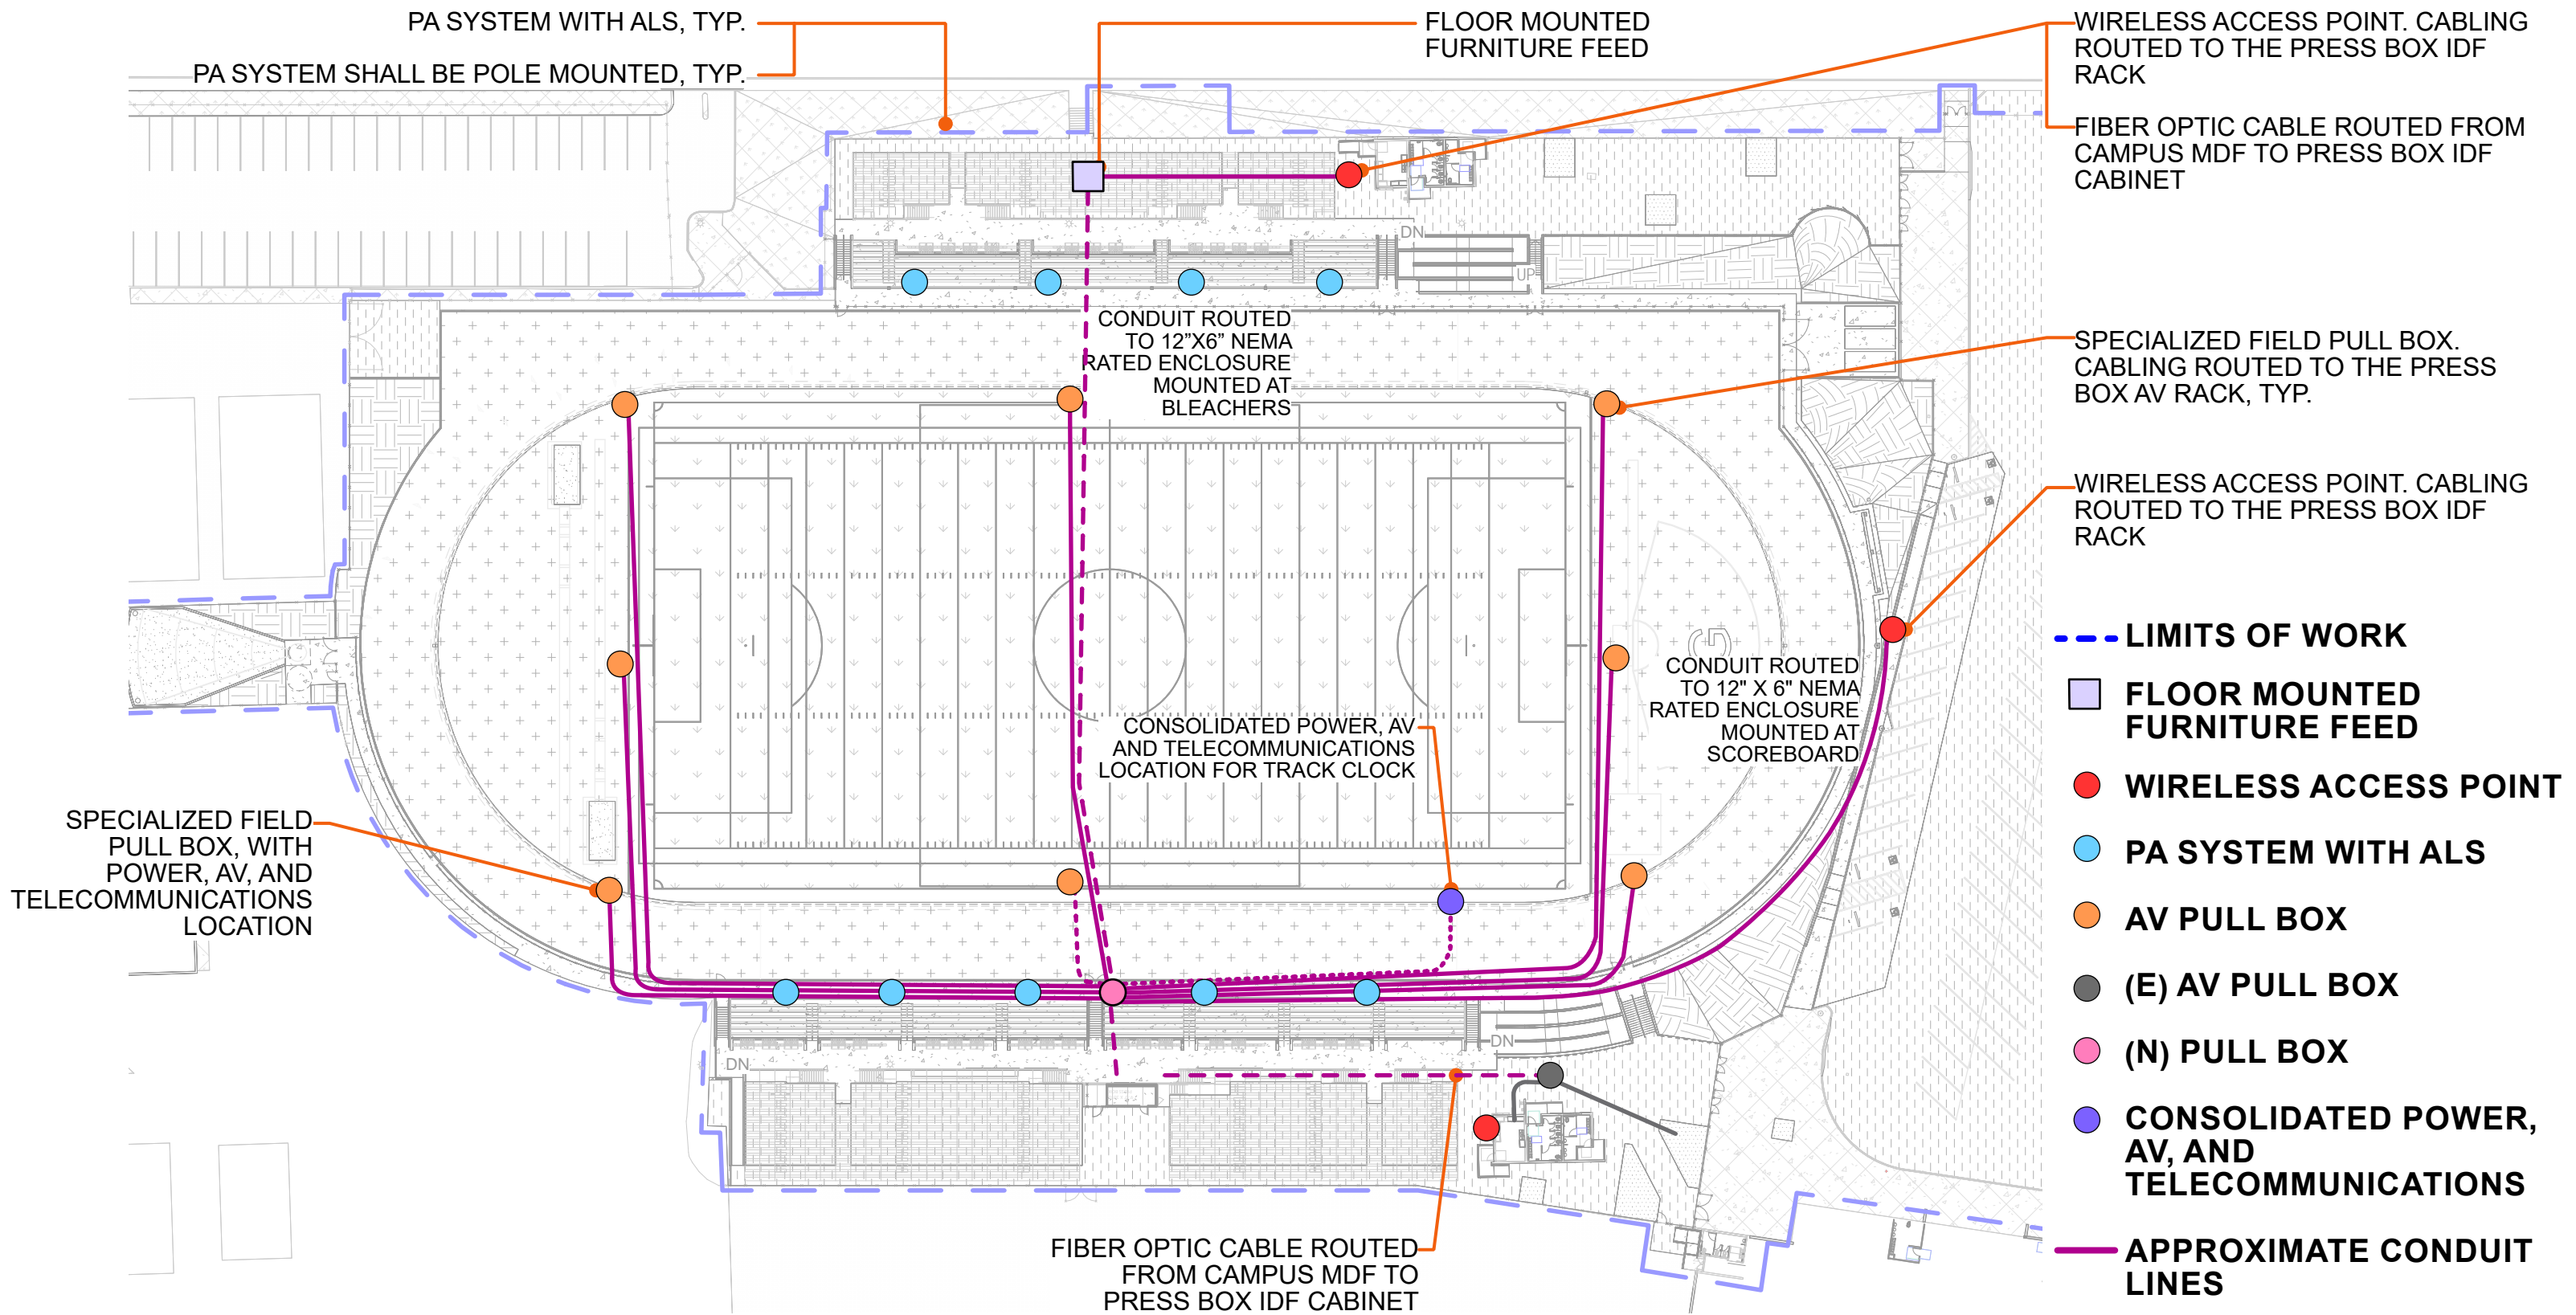 PA SYSTEM WITH ALS, TYP.
PA SYSTEM SHALL BE POLE MOUNTED, TYP.
FLOOR MOUNTED
FURNITURE FEED
WIRELESS ACCESS POINT. CABLING
ROUTED TO THE PRESS BOX IDF
RACK
FIBER OPTIC CABLE ROUTED FROM
CAMPUS MDF TO PRESS BOX IDF
CABINET
DN
UP
CONDUIT ROUTED
TO 12”X6” NEMA
RATED ENCLOSURE
MOUNTED AT
BLEACHERS
SPECIALIZED FIELD PULL BOX.
CABLING ROUTED TO THE PRESS
BOX AV RACK, TYP.
WIRELESS ACCESS POINT. CABLING
ROUTED TO THE PRESS BOX IDF
RACK
G
CONDUIT ROUTED
TO 12" X 6" NEMA
RATED ENCLOSURE
MOUNTED AT
SCOREBOARD
CONSOLIDATED POWER, AV
AND TELECOMMUNICATIONS
LOCATION FOR TRACK CLOCK
SPECIALIZED FIELD
PULL BOX, WITH
POWER, AV, AND
TELECOMMUNICATIONS
LOCATION
DN
DN
FIBER OPTIC CABLE ROUTED
FROM CAMPUS MDF TO
PRESS BOX IDF CABINET
LIMITS OF WORK
FLOOR MOUNTED
FURNITURE FEED
WIRELESS ACCESS POINT
PA SYSTEM WITH ALS
AV PULL BOX
(E) AV PULL BOX
(N) PULL BOX
CONSOLIDATED POWER,
AV, AND
TELECOMMUNICATIONS
APPROXIMATE CONDUIT
LINES